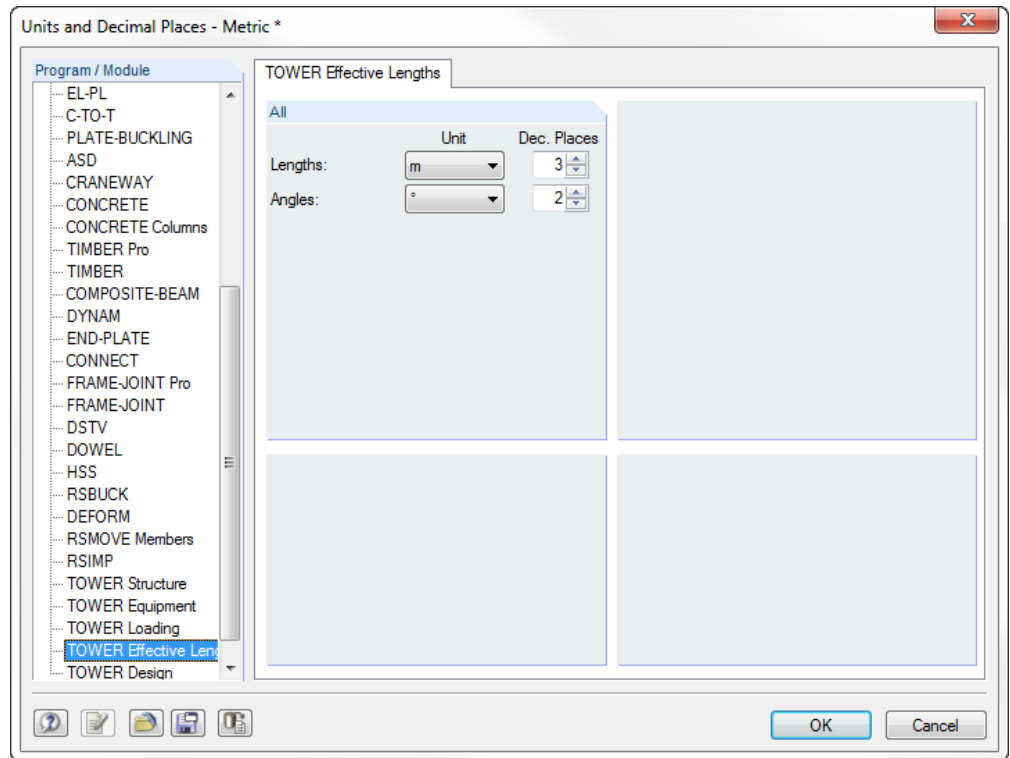 Units and Decimal Places - Metric *
Program / Module
EL-PL
C-TO-T
PLATE-BUCKLING
ASD
CRANEWAY
CONCRETE
CONCRETE Columns
TIMBER Pro
TIMBER
COMPOSITE-BEAM
DYNAM
END-PLATE
CONNECT
FRAME-JOINT Pro
FRAME-JOINT
DSTV
DOWEL
HSS
RSBUCK
DEFORM
RSMOVE Members
RSIMP
TOWER Structure
TOWER Equipment
TOWER Loading
TOWER Effective Leng
TOWER Design
TOWER Effective Lengths
All
Unit Dec. Places
Lengths: m 3
Angles: ° 2
OK Cancel